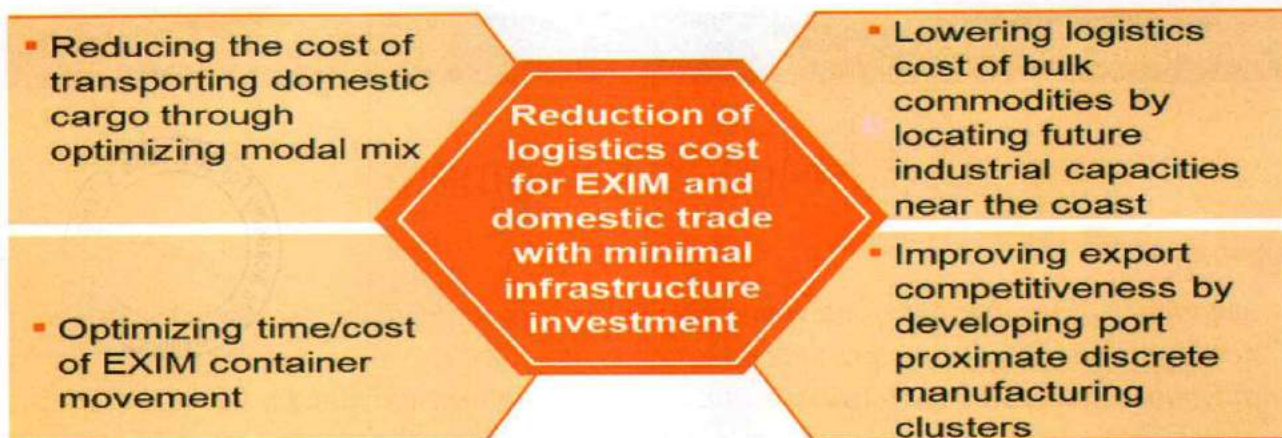 ▪ Reducing the cost of
transporting domestic
cargo through
optimizing modal mix
▪ Optimizing time/cost
of EXIM container
movement
Reduction of
logistics cost
for EXIM and
domestic trade
with minimal
infrastructure
investment
▪ Lowering logistics
cost of bulk
commodities by
locating future
industrial capacities
near the coast
▪ Improving export
competitiveness by
developing port
proximate discrete
manufacturing
clusters